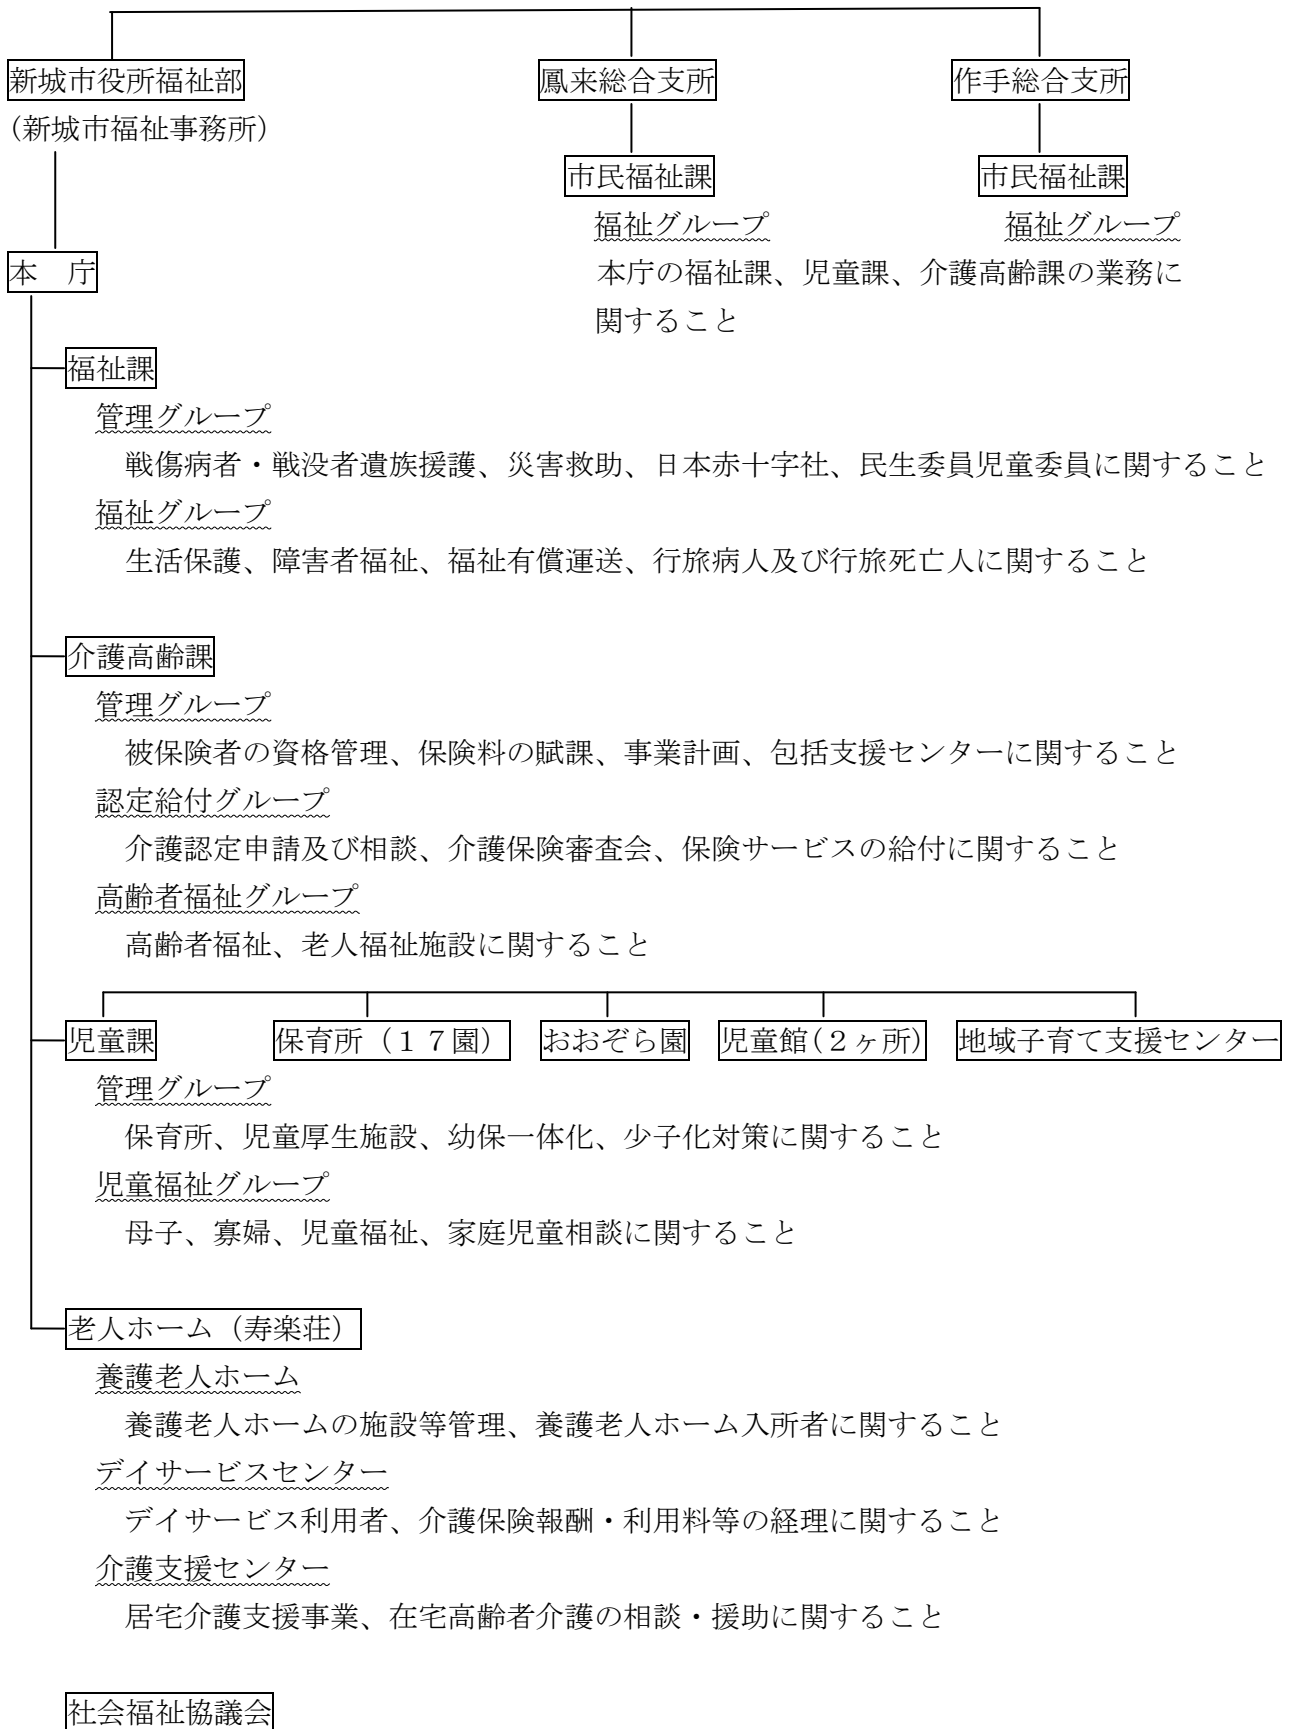 新城市役所福祉部 鳳来総合支所 作手総合支所
(新城市福祉事務所)
市民福祉課 市民福祉課
福祉グループ 福祉グループ
本　庁 本庁の福祉課、児童課、介護高齢課の業務に
関すること
福祉課
管理グループ
戦傷病者・戦没者遺族援護、災害救助、日本赤十字社、民生委員児童委員に関すること
福祉グループ
生活保護、障害者福祉、福祉有償運送、行旅病人及び行旅死亡人に関すること
介護高齢課
管理グループ
被保険者の資格管理、保険料の賦課、事業計画、包括支援センターに関すること
認定給付グループ
介護認定申請及び相談、介護保険審査会、保険サービスの給付に関すること
高齢者福祉グループ
高齢者福祉、老人福祉施設に関すること
児童課 保育所（１７園） おおぞら園 児童館(２ヶ所) 地域子育て支援センター
管理グループ
保育所、児童厚生施設、幼保一体化、少子化対策に関すること
児童福祉グループ
母子、寡婦、児童福祉、家庭児童相談に関すること
老人ホーム（寿楽荘）
養護老人ホーム
養護老人ホームの施設等管理、養護老人ホーム入所者に関すること
デイサービスセンター
デイサービス利用者、介護保険報酬・利用料等の経理に関すること
介護支援センター
居宅介護支援事業、在宅高齢者介護の相談・援助に関すること
社会福祉協議会